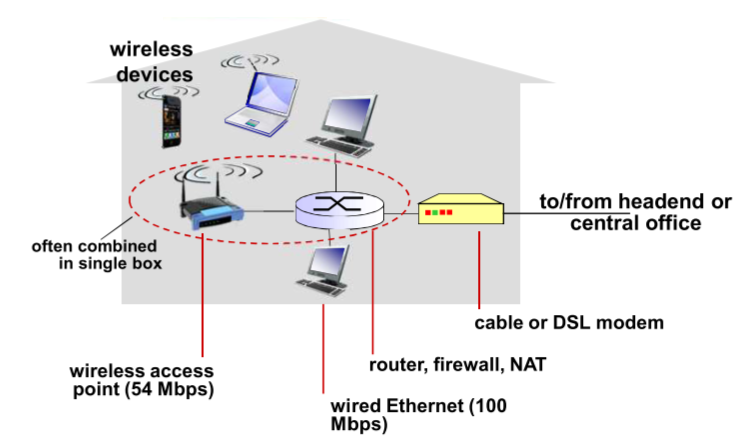 wireless
devices
to/from headend or
central office
often combined
in single box
cable or DSL modem
router, firewall, NAT
wireless access
point (54 Mbps)
wired Ethernet (100
Mbps)